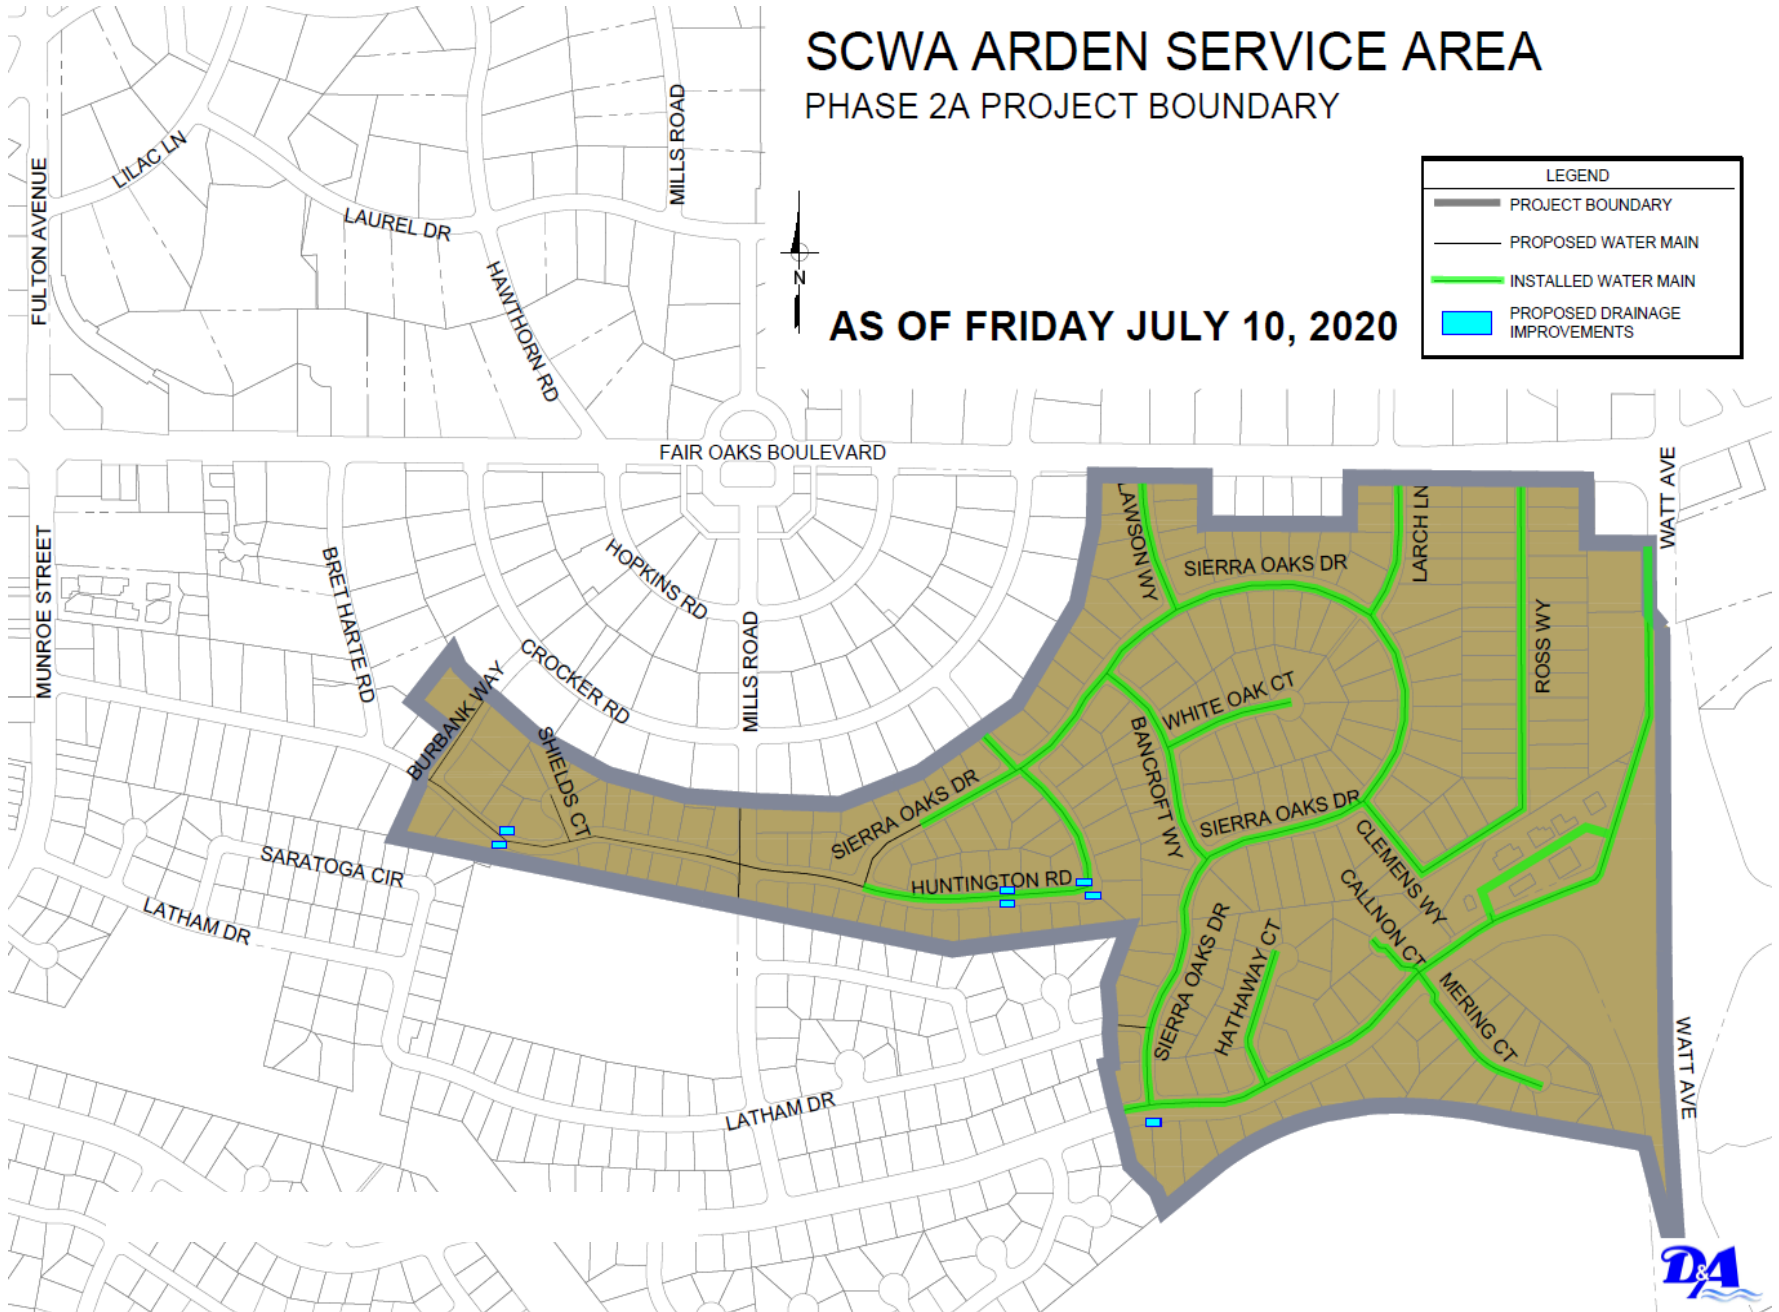 SCWA ARDEN SERVICE AREA
PHASE 2A PROJECT BOUNDARY
LEGEND
PROJECT BOUNDARY
PROPOSED WATER MAIN
INSTALLED WATER MAIN
PROPOSED DRAINAGE
IMPROVEMENTS
N
AS OF FRIDAY JULY 10, 2020
LILAC LN
MILLS ROAD
FULTON AVENUE
LAUREL DR
HAWTHORN RD
FAIR OAKS BOULEVARD
WATT AVE
LAWSON WY
SIERRA OAKS DR
LARCH LN
MUNROE STREET
BRET HARTE RD
HOPKINS RD
CROCKER RD
MILLS ROAD
ROSS WY
BURBANK WAY
SHIELDS CT
WHITE OAK CT
BANCROFT WY
SIERRA OAKS DR
SIERRA OAKS DR
CLEMENS WY
SARATOGA CIR
HUNTINGTON RD
CALLNON CT
LATHAM DR
SIERRA OAKS DR
HATHAWAY CT
MERING CT
LATHAM DR
WATT AVE
D&A